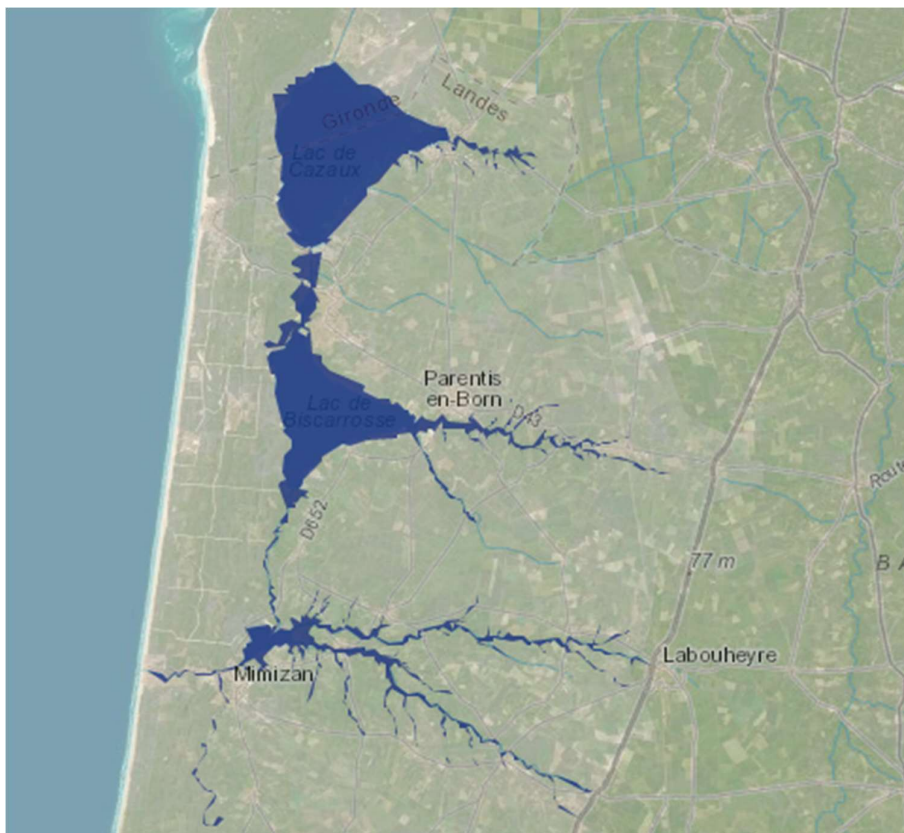 Landes
Gironde
Lac de
Cazaux
Parentis
en-Born
D43
Lac de
Biscarrosse
D652
Route
77 m
B A
Labouheyre
Mimizan